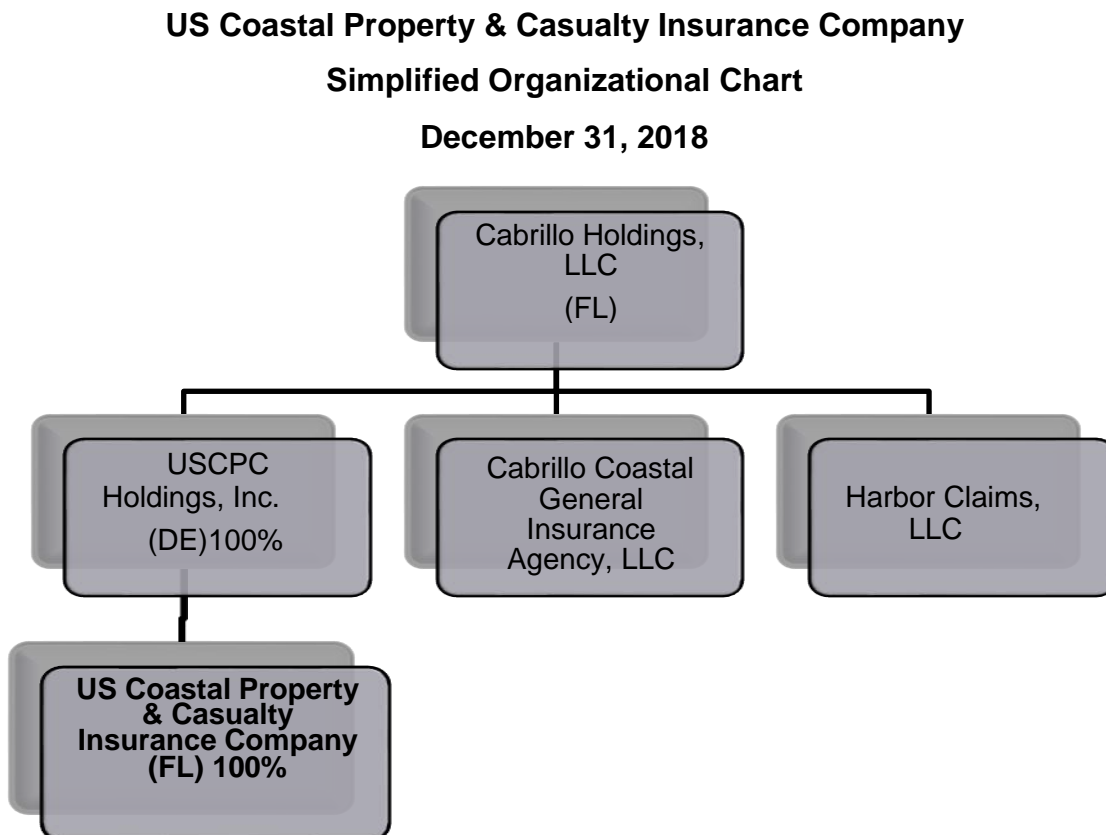 US Coastal Property & Casualty Insurance Company
Simplified Organizational Chart
December 31, 2018
Cabrillo Holdings,
LLC
(FL)
USCPC
Holdings, Inc.
(DE)100%
Cabrillo Coastal
General
Insurance
Agency, LLC
Harbor Claims,
LLC
US Coastal Property
& Casualty
Insurance Company
(FL) 100%